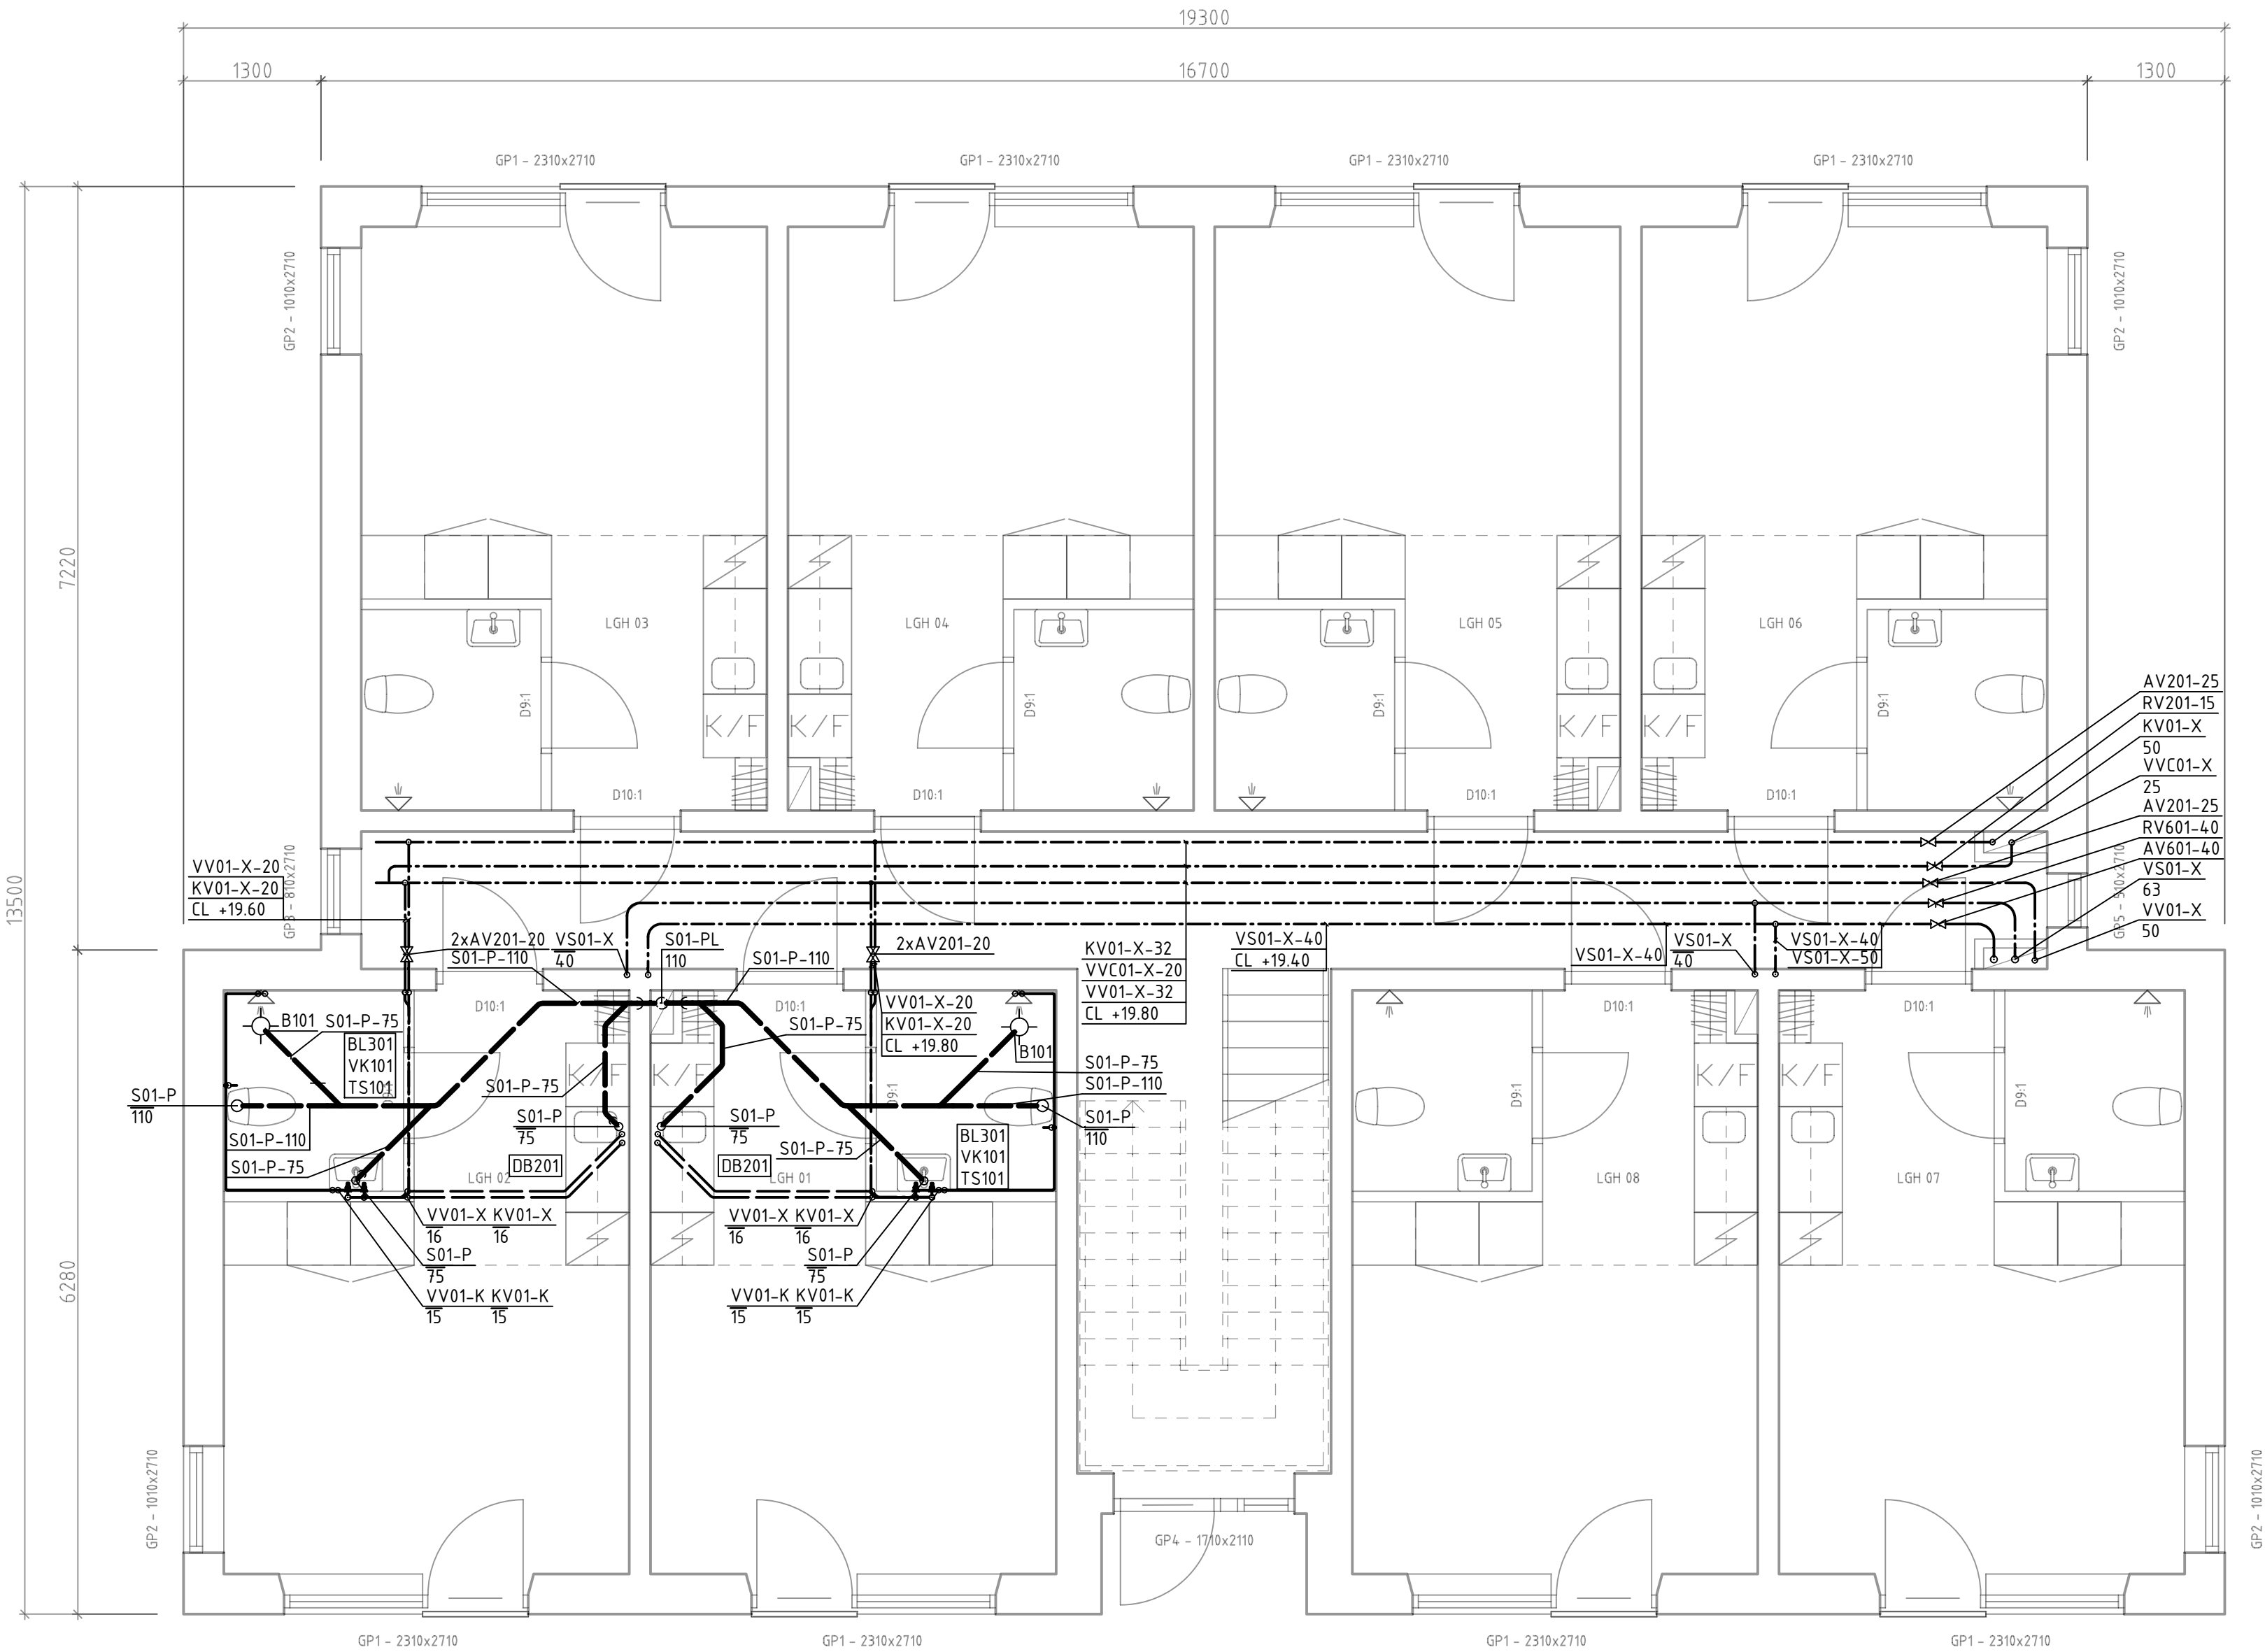 19300
1300
16700
1300
GP1 - 2310x2710
GP1 - 2310x2710
GP1 - 2310x2710
GP1 - 2310x2710
GP2 - 1010x2710
GP2 - 1010x2710
7220
13500
6280
LGH 03
LGH 04
LGH 05
LGH 06
D9:1
D9:1
D9:1
D9:1
K/F
K/F
K/F
K/F
D10:1
D10:1
D10:1
D10:1
AV201-25
RV201-15
KV01-X
50
VVC01-X
25
AV201-25
RV601-40
AV601-40
VS01-X
63
VV01-X
50
GP3 - 810x2710
GP5 - 910x2710
VV01-X-20
KV01-X-20
CL +19.60
2xAV201-20
S01-P-110
VS01-X
40
S01-PL
110
S01-P-110
2xAV201-20
KV01-X-32
VVC01-X-20
VV01-X-32
CL +19.80
VS01-X-40
CL +19.40
VS01-X-40
VS01-X
40
VS01-X-40
VS01-X-50
D10:1
D10:1
D10:1
D10:1
B101
S01-P-75
BL301
VK101
TS101
S01-P-75
VV01-X-20
KV01-X-20
CL +19.80
B101
S01-P-75
S01-P-110
S01-P
110
K/F
K/F
K/F
K/F
S01-P-75
S01-P
110
S01-P
75
S01-P
75
D9:1
D9:1
D9:1
S01-P-110
S01-P-75
DB201
DB201
S01-P-75
BL301
VK101
TS101
LGH 02
LGH 01
LGH 08
LGH 07
VV01-X KV01-X
16 16
S01-P
75
VV01-K KV01-K
15 15
VV01-X KV01-X
16 16
S01-P
75
VV01-K KV01-K
15 15
GP2 - 1010x2710
GP2 - 1010x2710
GP4 - 1710x2110
GP1 - 2310x2710
GP1 - 2310x2710
GP1 - 2310x2710
GP1 - 2310x2710